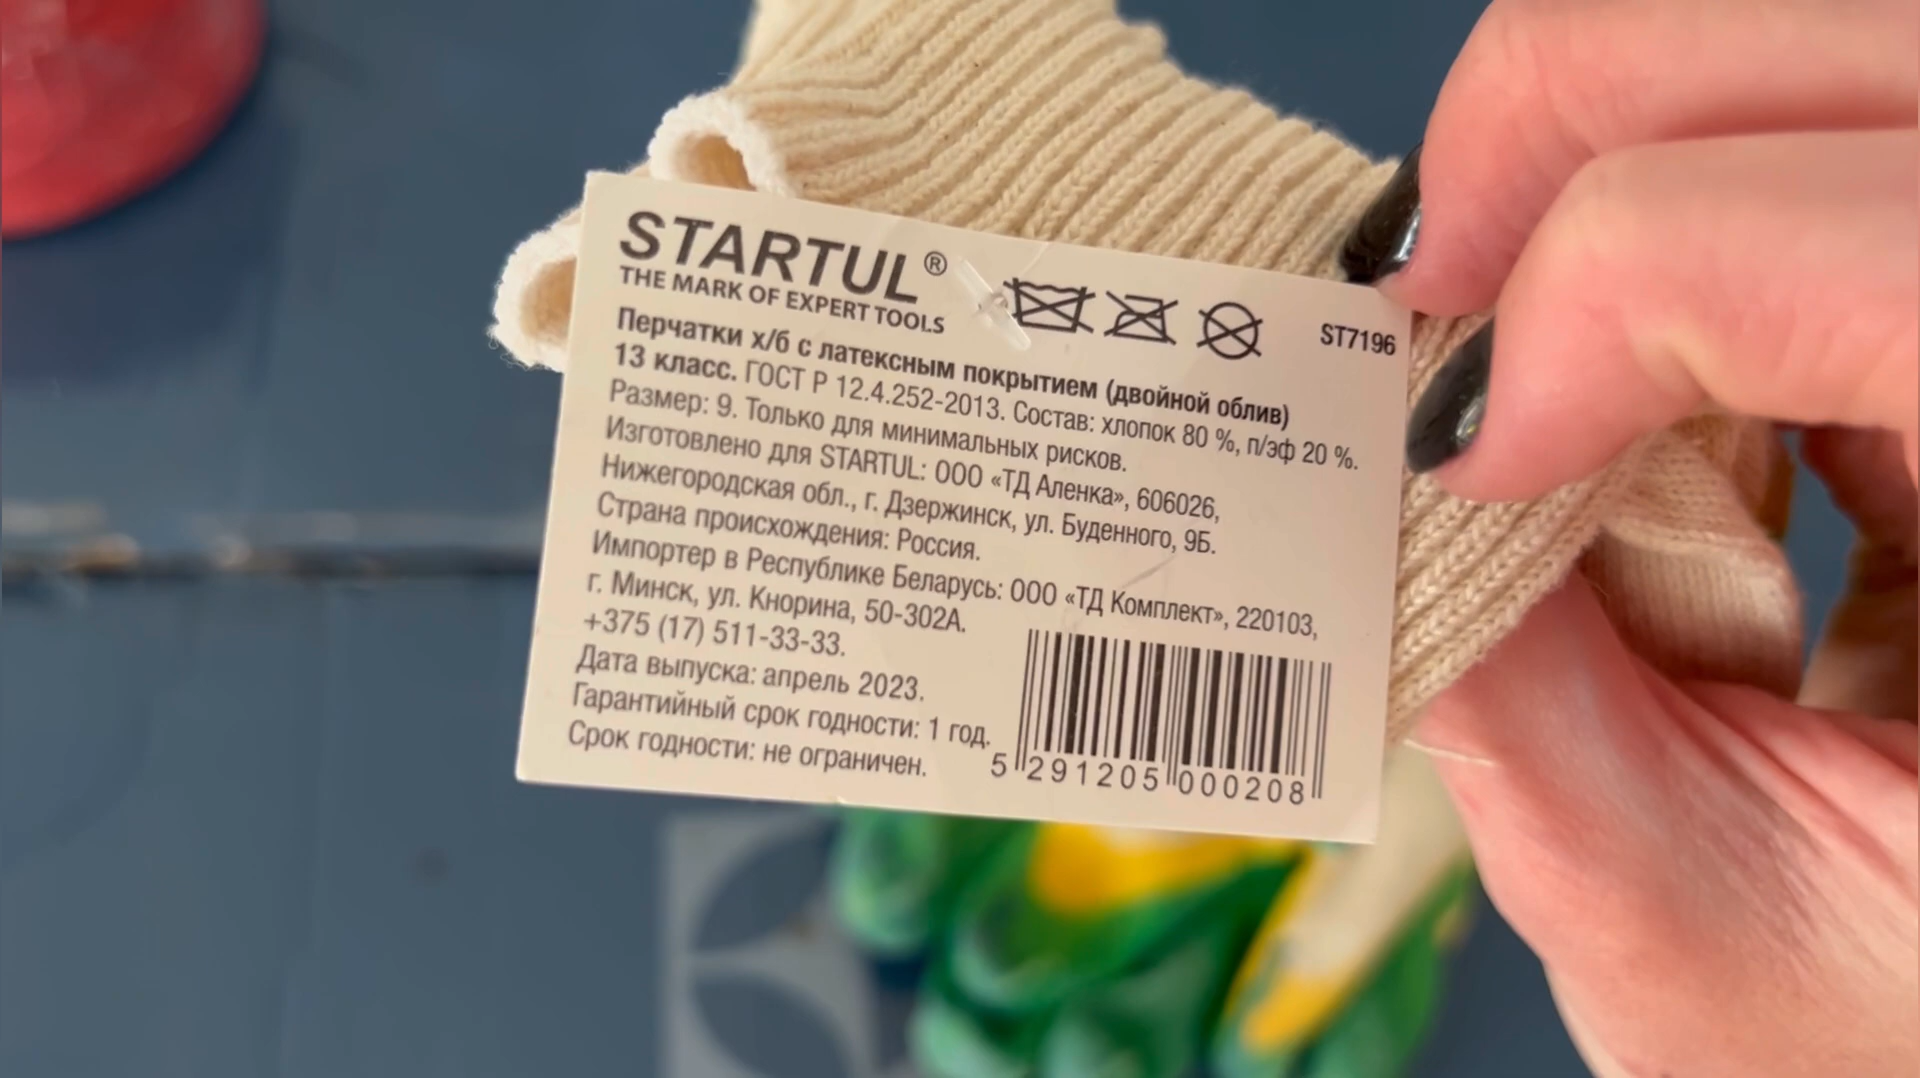 STARTUL®
THE MARK OF EXPERT TOOLS
ST7196
Перчатки х/б с латексным покрытием (двойной облив)
13 класс. ГОСТ Р 12.4.252-2013. Состав: хлопок 80 %, п/эф 20 %.
Размер: 9. Только для минимальных рисков.
Изготовлено для STARTUL: ООО «ТД Аленка», 606026,
Нижегородская обл., г. Дзержинск, ул. Буденного, 9Б.
Страна происхождения: Россия.
Импортер в Республике Беларусь: ООО «ТД Комплект», 220103,
г. Минск, ул. Кнорина, 50-302А.
+375 (17) 511-33-33.
Дата выпуска: апрель 2023.
Гарантийный срок годности: 1 год.
Срок годности: не ограничен.
5 291205 000208